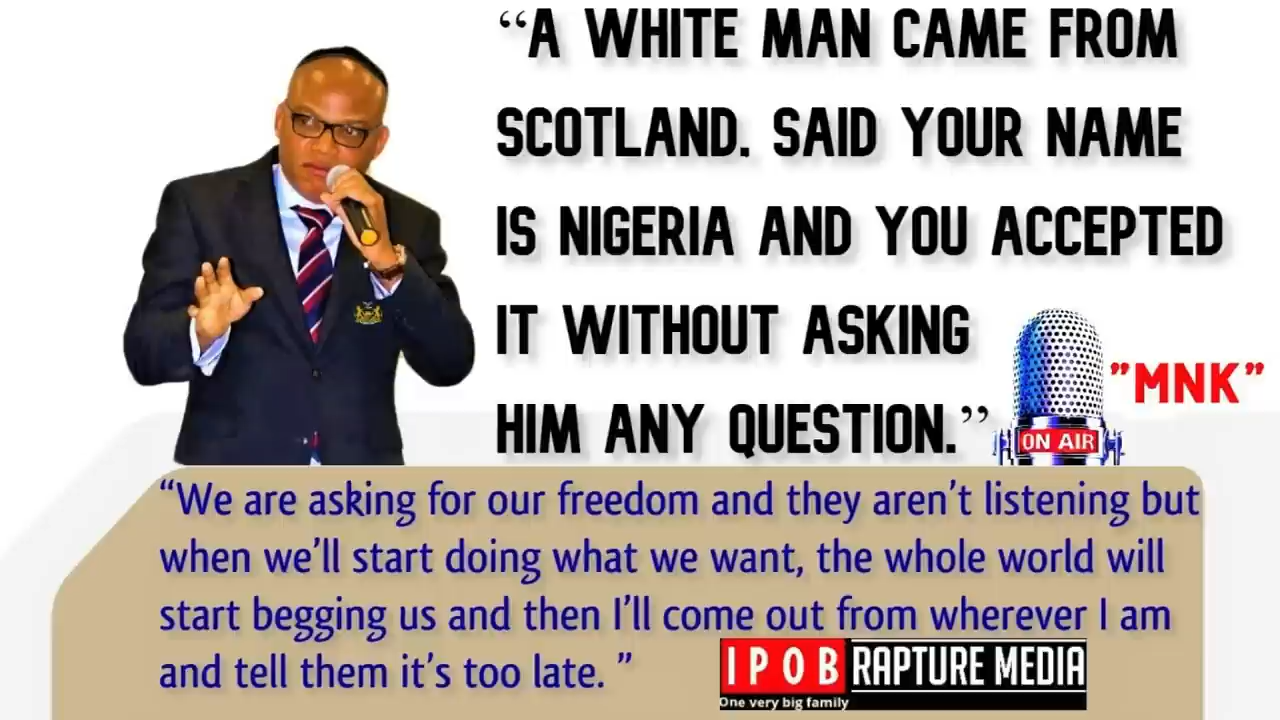 “A WHITE MAN CAME FROM
SCOTLAND. SAID YOUR NAME
IS NIGERIA AND YOU ACCEPTED
IT WITHOUT ASKING
HIM ANY QUESTION.”
"MNK"
ON AIR
“We are asking for our freedom and they aren’t listening but
when we’ll start doing what we want, the whole world will
start begging us and then I’ll come out from wherever I am
and tell them it’s too late. ”
IPOB RAPTURE MEDIA
One very big family